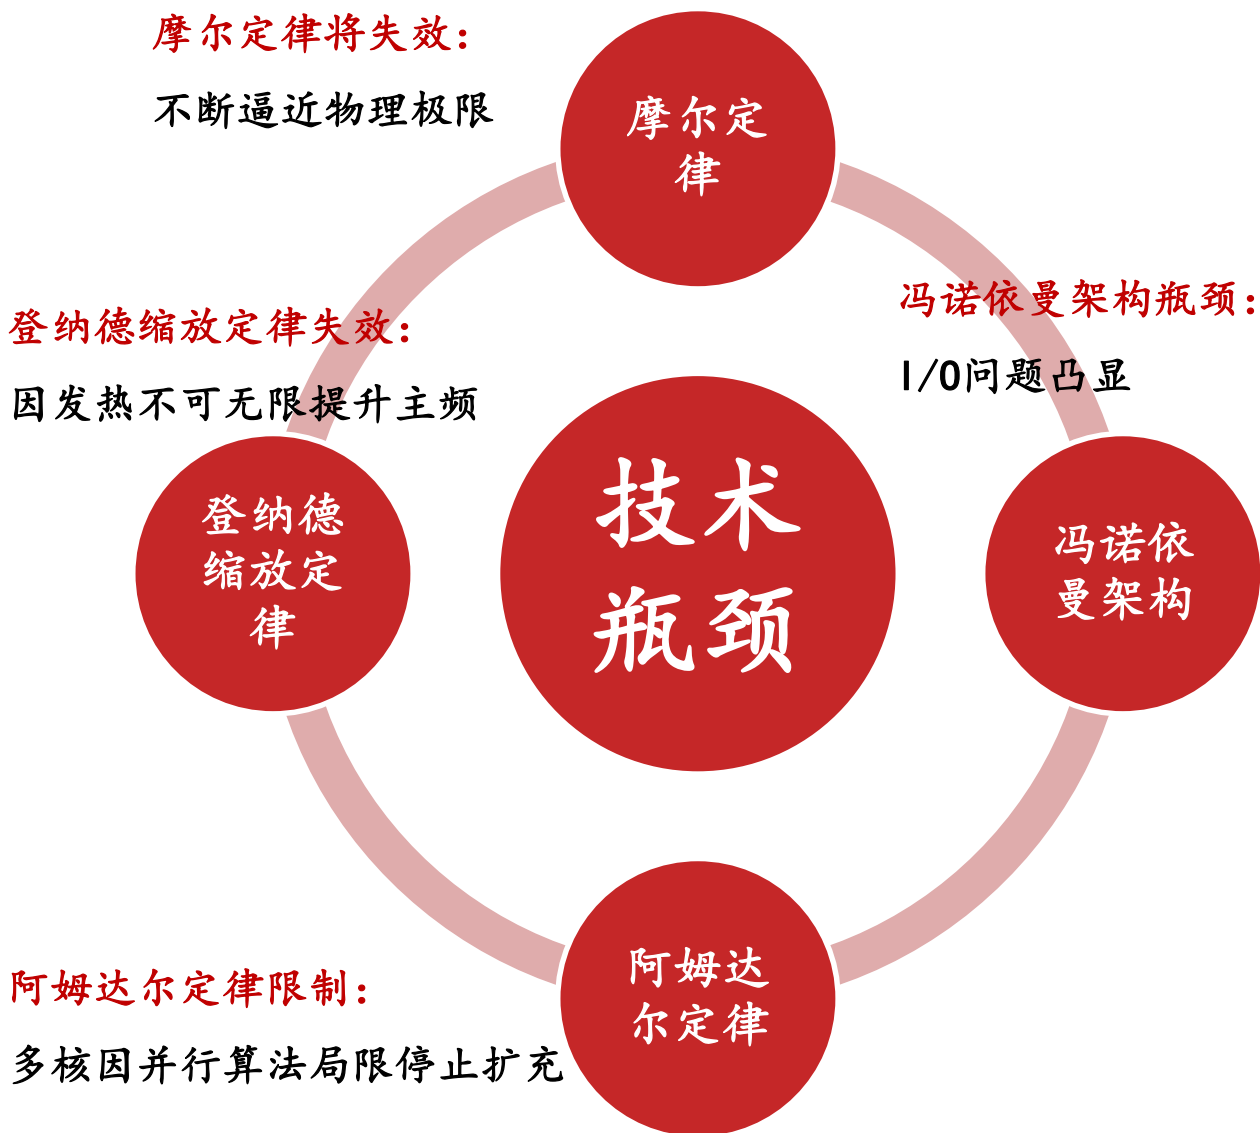 摩尔定律将失效：
不断逼近物理极限
摩尔定
律
冯诺依曼架构瓶颈：
I/O问题凸显
登纳德缩放定律失效：
因发热不可无限提升主频
技术
瓶颈
登纳德
缩放定
律
冯诺依
曼架构
阿姆达尔定律限制：
多核因并行算法局限停止扩充
阿姆达
尔定律